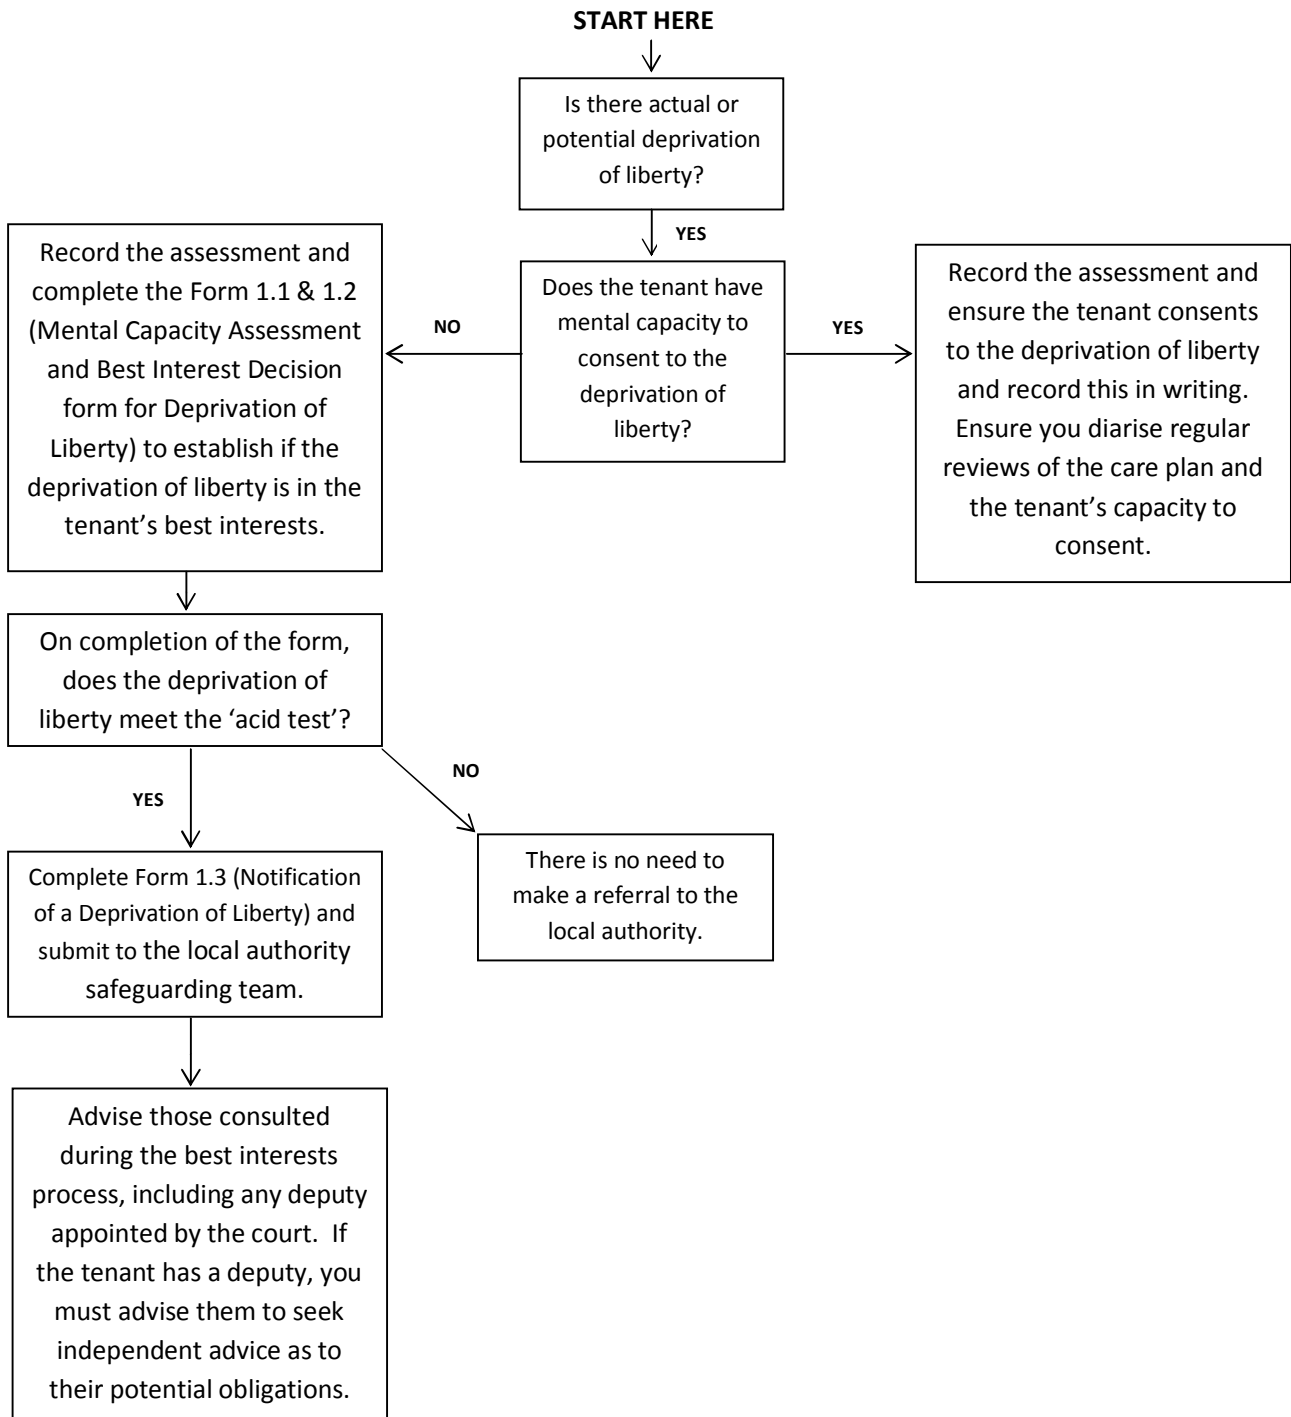 START HERE
Is there actual or
potential deprivation
of liberty?
YES
Does the tenant have
mental capacity to
consent to the
deprivation of
liberty?
NO
YES
Record the assessment and
complete the Form 1.1 & 1.2
(Mental Capacity Assessment
and Best Interest Decision
form for Deprivation of
Liberty) to establish if the
deprivation of liberty is in the
tenant’s best interests.
Record the assessment and
ensure the tenant consents
to the deprivation of liberty
and record this in writing.
Ensure you diarise regular
reviews of the care plan and
the tenant’s capacity to
consent.
On completion of the form,
does the deprivation of
liberty meet the ‘acid test’?
NO
YES
There is no need to
make a referral to the
local authority.
Complete Form 1.3 (Notification
of a Deprivation of Liberty) and
submit to the local authority
safeguarding team.
Advise those consulted
during the best interests
process, including any deputy
appointed by the court.  If
the tenant has a deputy, you
must advise them to seek
independent advice as to
their potential obligations.